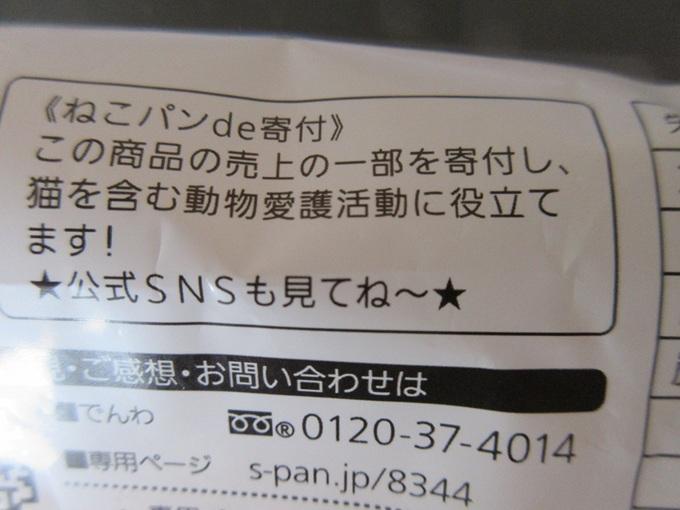 《ねこパンde寄付》
この商品の売上の一部を寄付し、
猫を含む動物愛護活動に役立て
ます!
★公式SNSも見てね～★
・ご感想・お問い合わせは
■でんわ ®0120-37-4014
■専用ページ s-pan.jp/8344